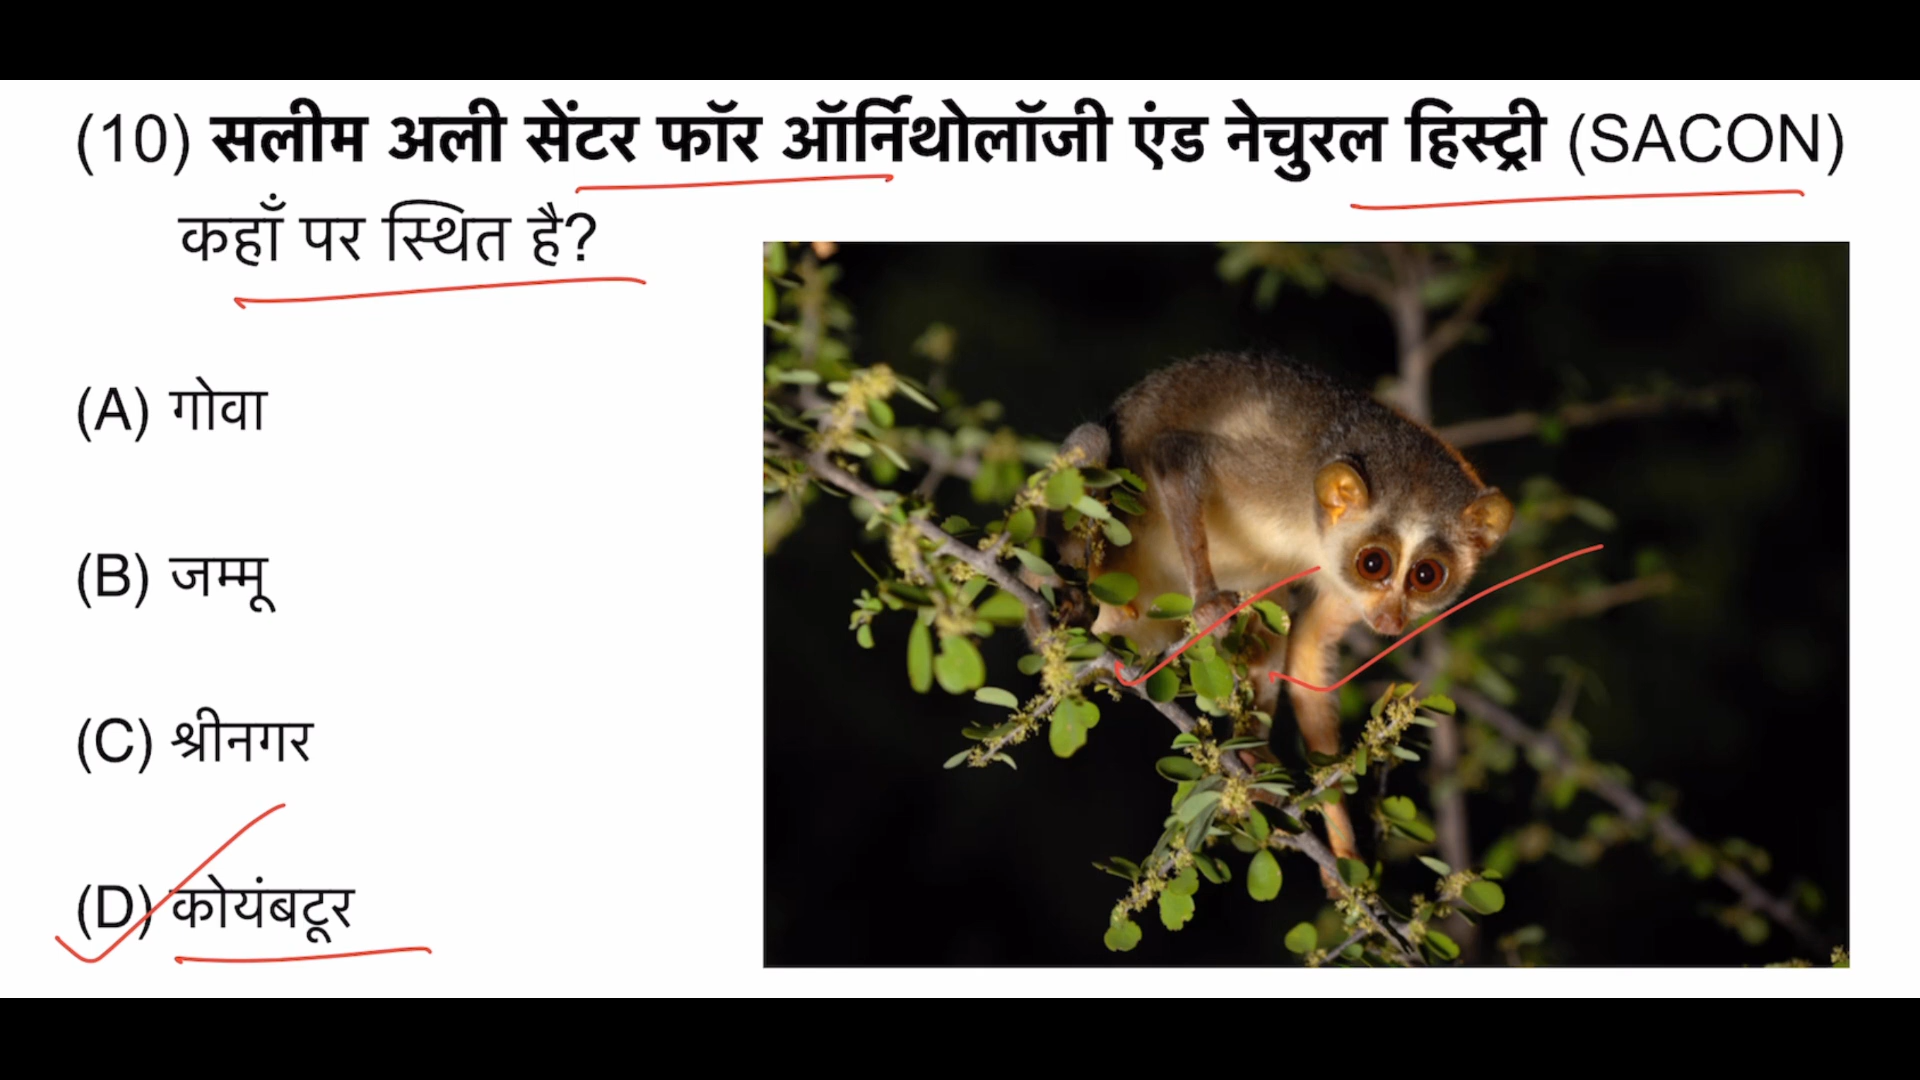 (10) सलीम अली सेंटर फॉर ऑर्निथोलॉजी एंड नेचुरल हिस्ट्री (SACON)
कहाँ पर स्थित है?
(A) गोवा
(B) जम्मू
(C) श्रीनगर
(D) कोयंबटूर